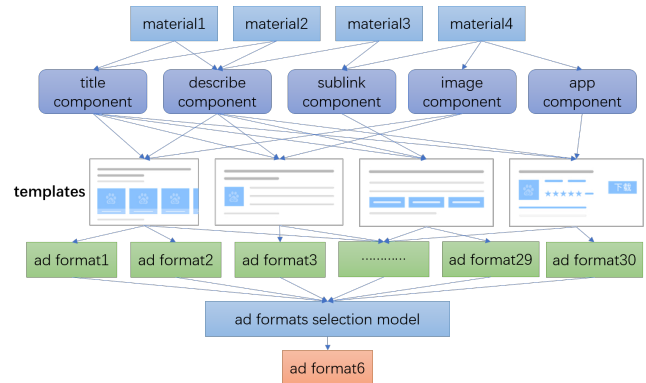 material1
material2
material3
material4
title
component
describe
component
sublink
component
image
component
app
component
templates
下载
ad format1
ad format2
ad format3
…………
ad format29
ad format30
ad formats selection model
ad format6